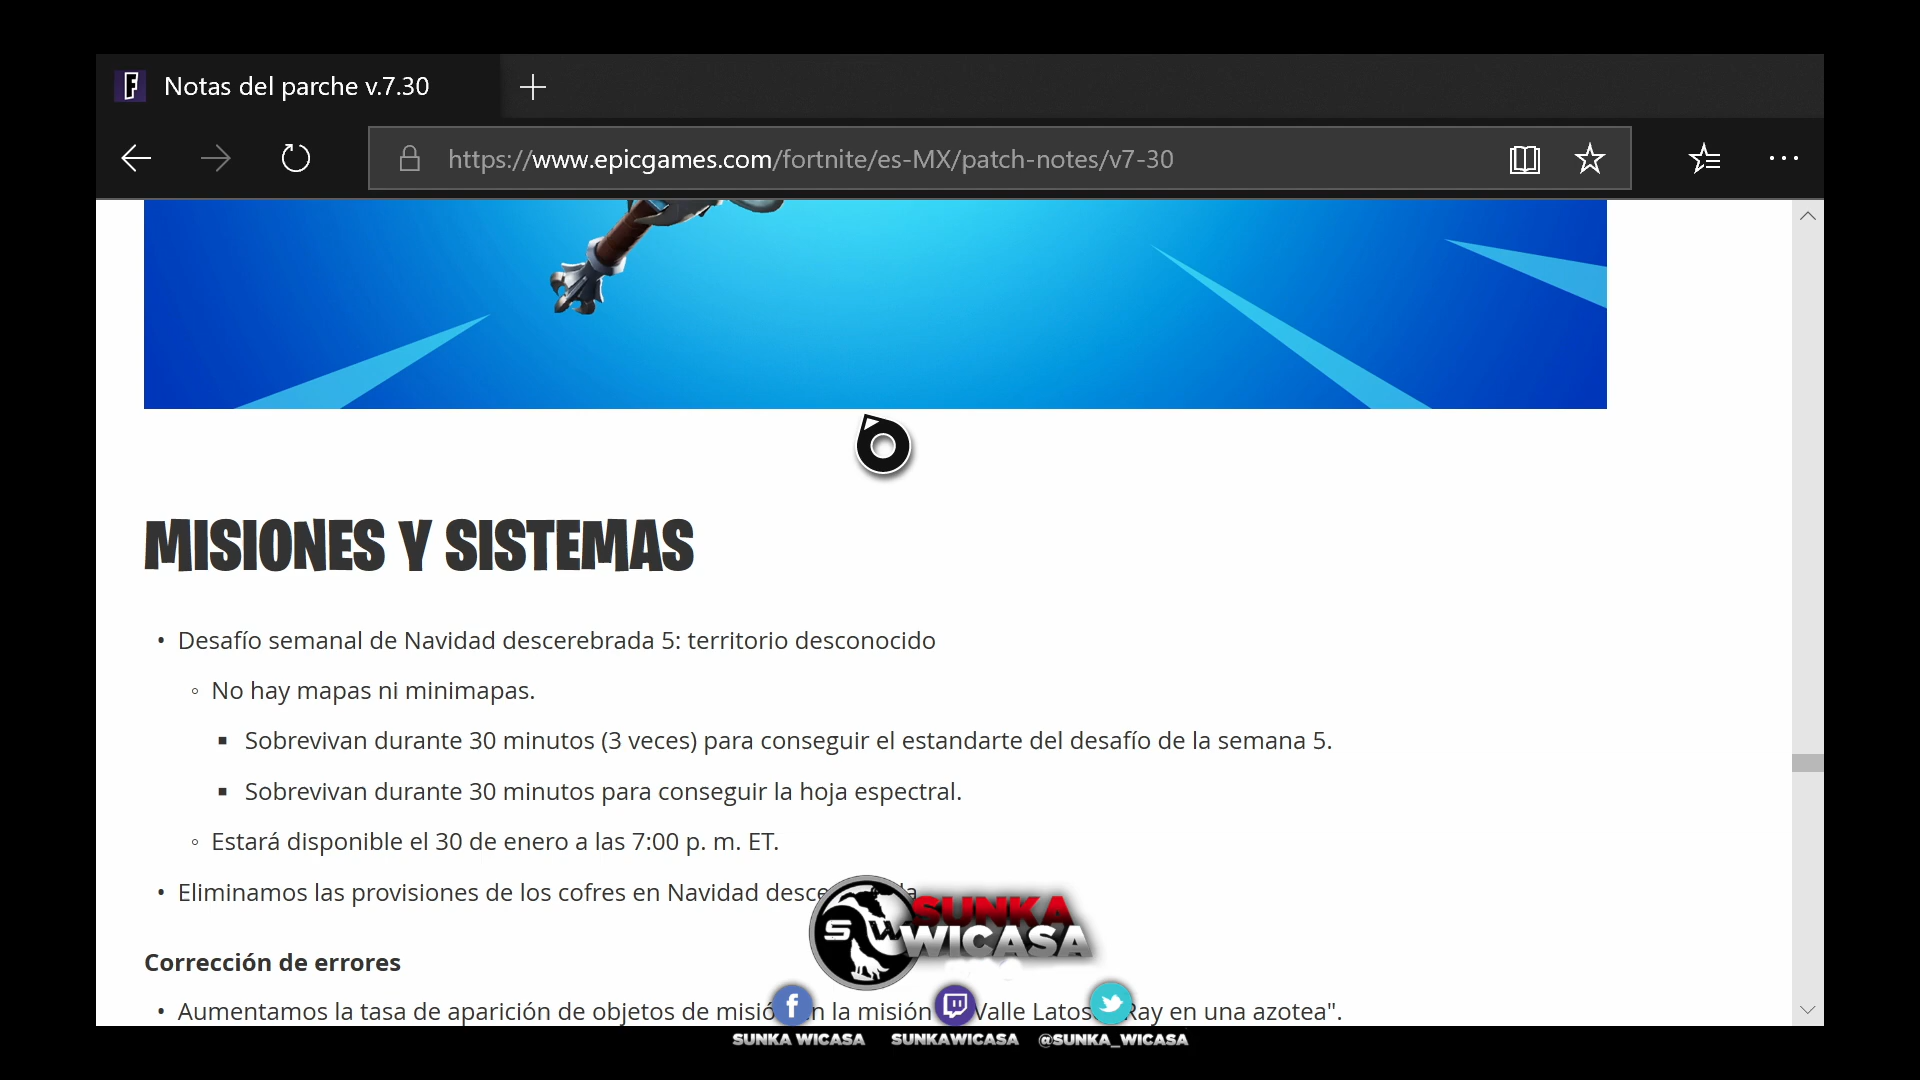 Notas del parche v.7.30
https://www.epicgames.com/fortnite/es-MX/patch-notes/v7-30
MISIONES Y SISTEMAS
• Desafío semanal de Navidad descerebrada 5: territorio desconocido
◦ No hay mapas ni minimapas.
▪ Sobrevivan durante 30 minutos (3 veces) para conseguir el estandarte del desafío de la semana 5.
▪ Sobrevivan durante 30 minutos para conseguir la hoja espectral.
◦ Estará disponible el 30 de enero a las 7:00 p. m. ET.
• Eliminamos las provisiones de los cofres en Navidad
SW SUNKA
WICASA
Corrección de errores
• Aumentamos la tasa de aparición de objetos de la misión Valle Ray en una azotea".
SUNKA WICASA SUNKAWICASA @SUNKA_WICASA